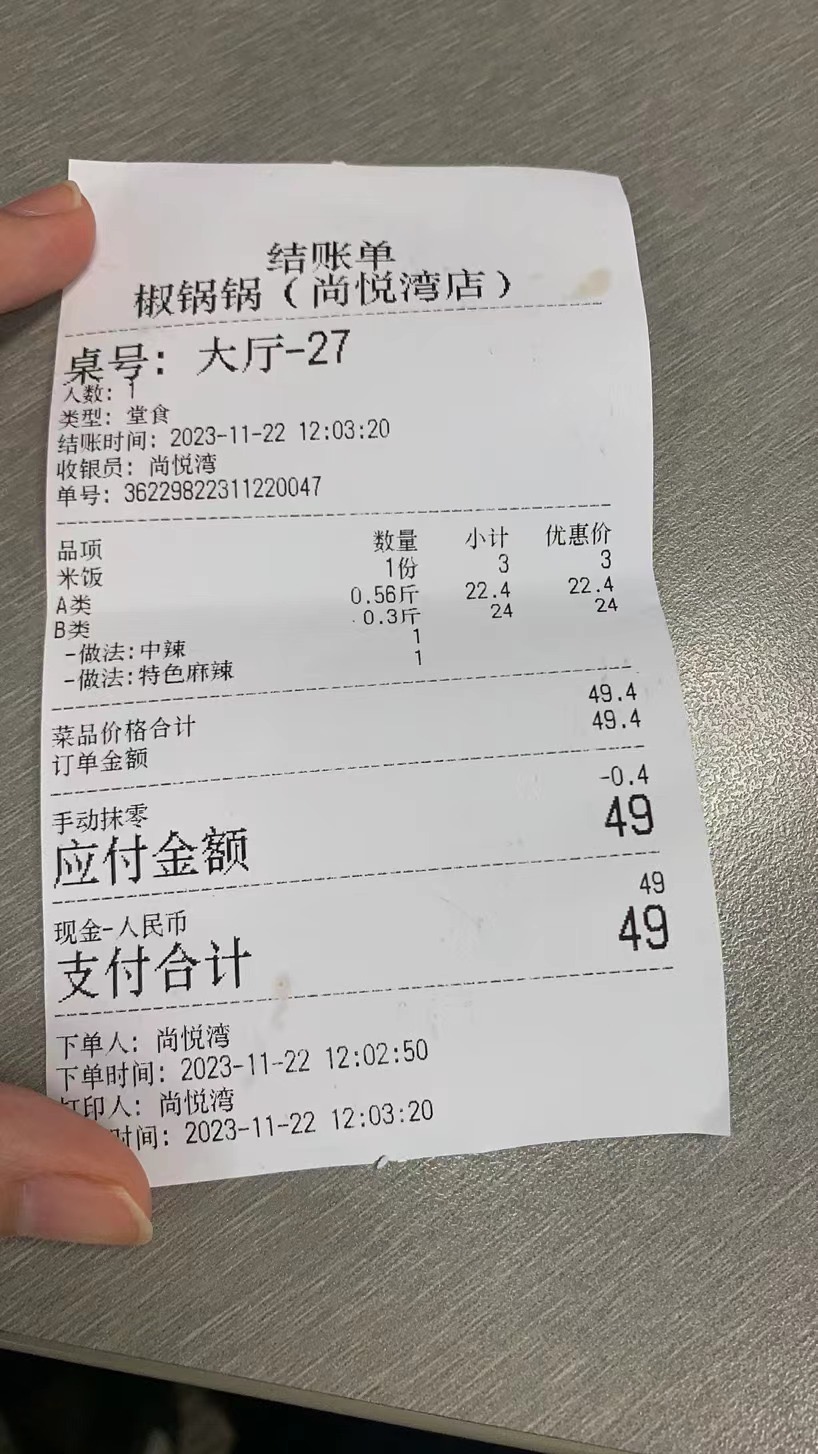 结账单
椒锅锅（尚悦湾店）
桌号: 大厅-27
人数: 1
类型: 堂食
结账时间: 2023-11-22 12:03:20
收银员: 尚悦湾
单号: 36229822311220047
品项 数量 小计 优惠价
米饭 1份 3 3
A类 0.56斤 22.4 22.4
B类 0.3斤 24 24
-做法:中辣 1
-做法:特色麻辣 1
菜品价格合计 49.4
订单金额 49.4
手动抹零 -0.4
应付金额 49
现金-人民币 49
支付合计 49
下单人: 尚悦湾
下单时间: 2023-11-22 12:02:50
打印人: 尚悦湾
时间: 2023-11-22 12:03:20